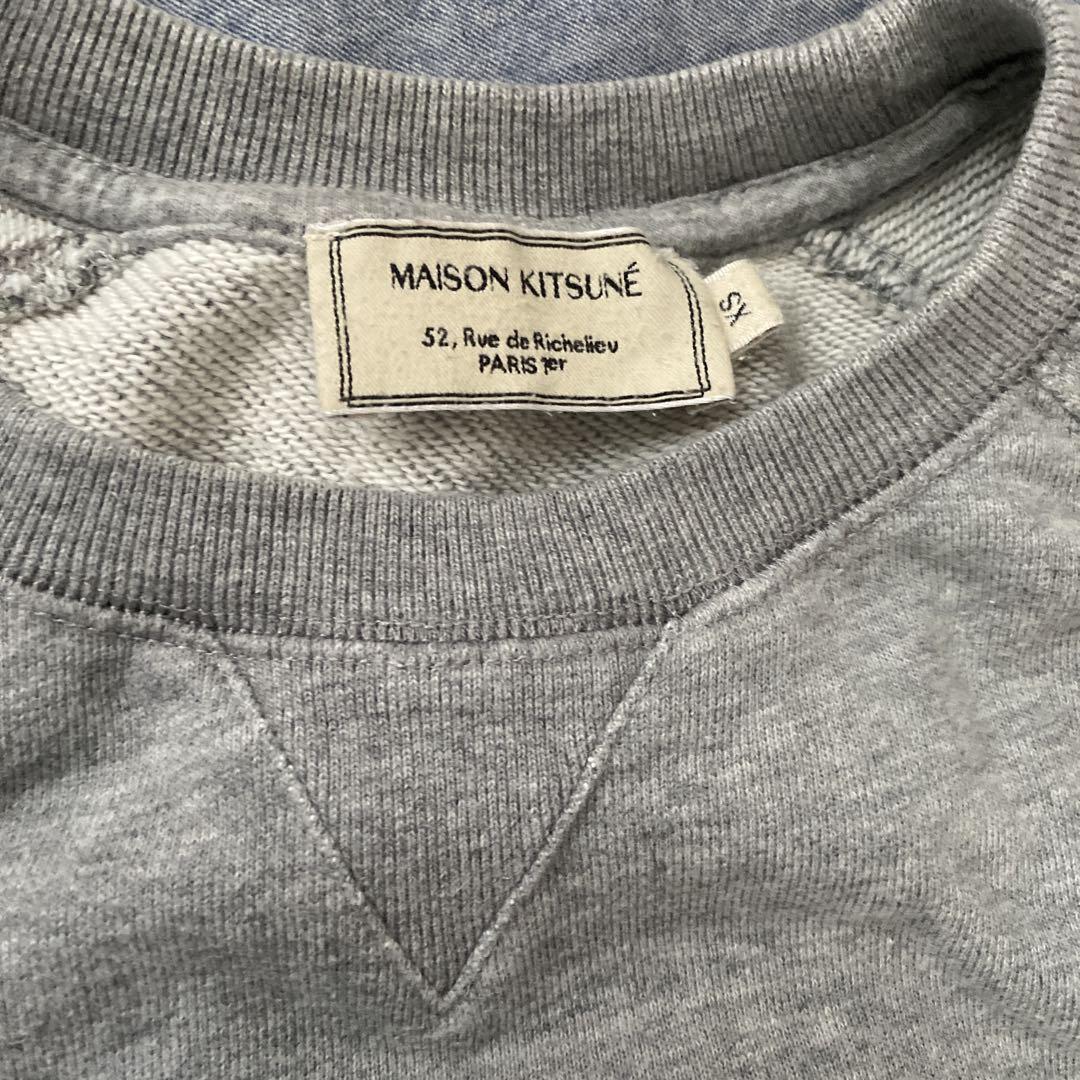 MAISON KITSUNÉ
52, Rue de Richelieu
PARIS 1er
XS